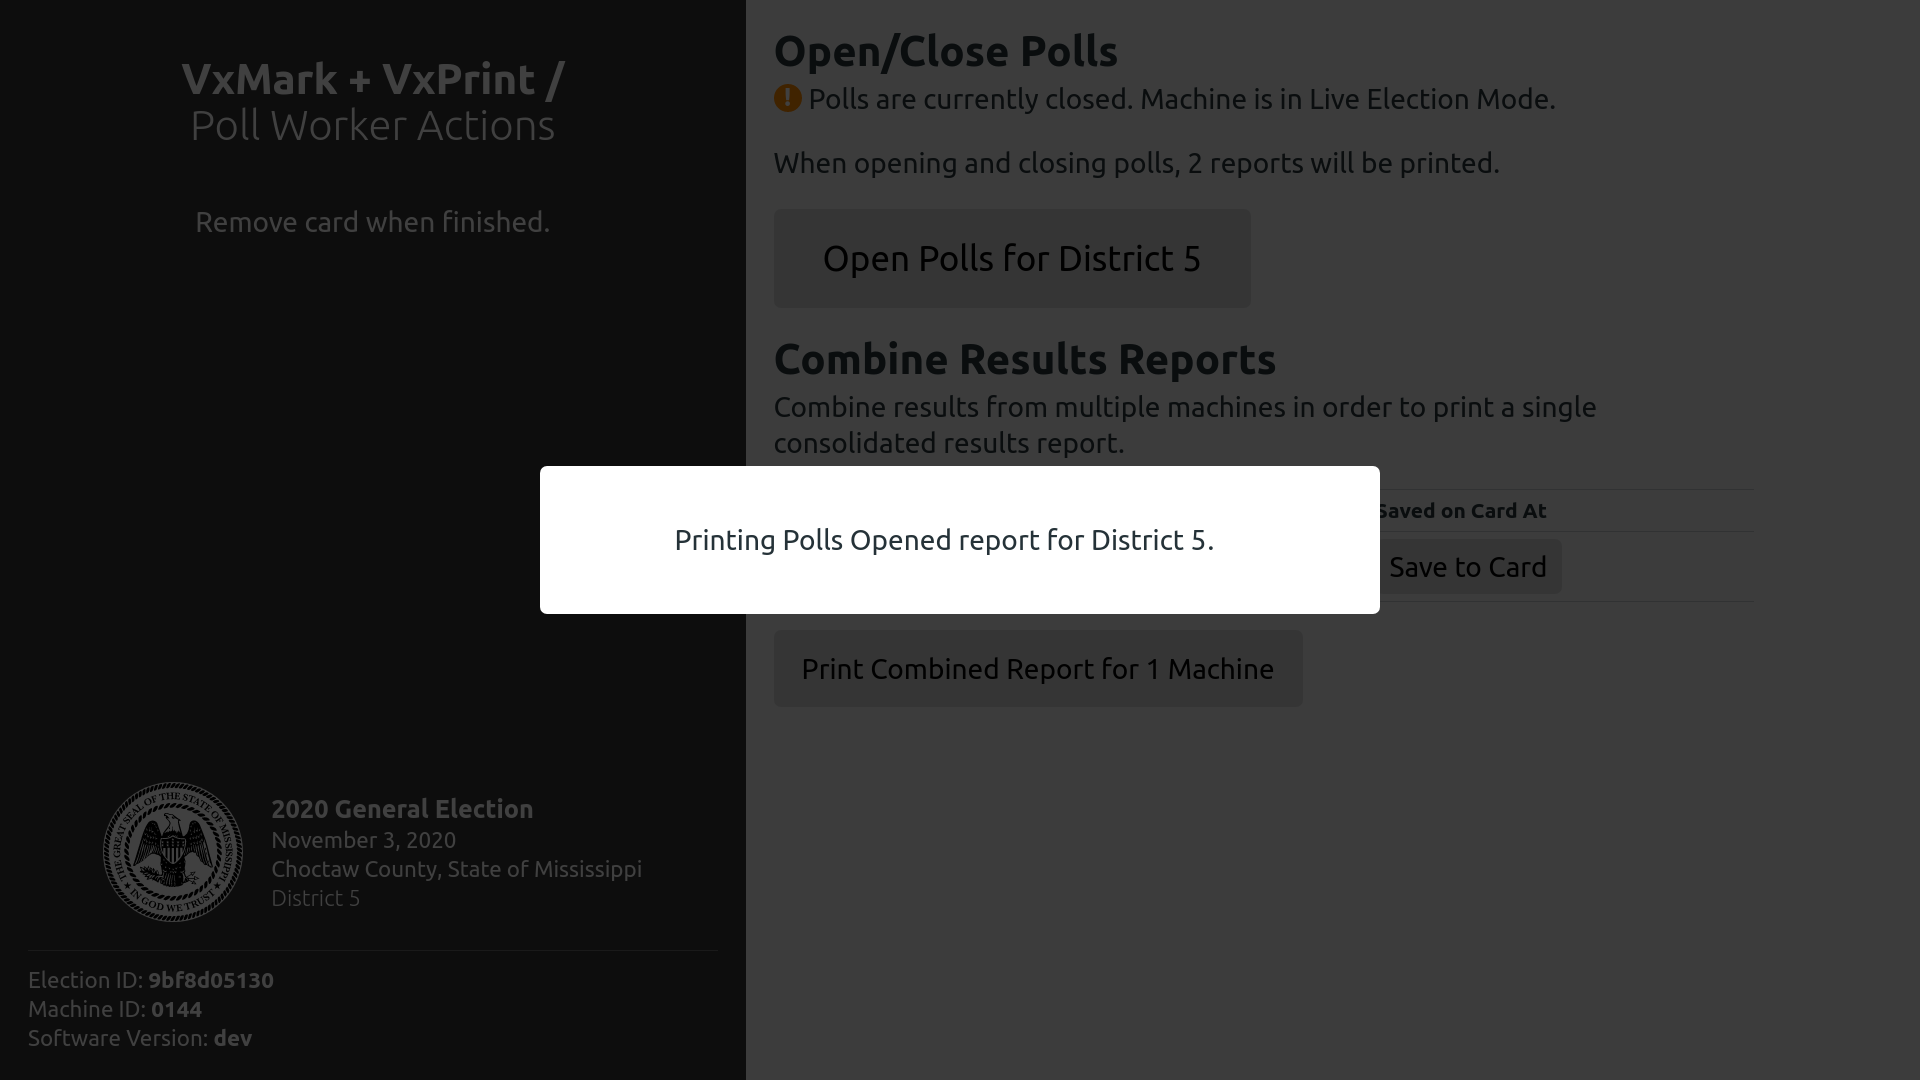 VxMark + VxPrint /
Poll Worker Actions
Remove card when finished.
THE GREAT SEAL OF THE STATE OF MISSISSIPPI
IN GOD WE TRUST
2020 General Election
November 3, 2020
Choctaw County, State of Mississippi
District 5
Election ID: 9bf8d05130
Machine ID: 0144
Software Version: dev
Open/Close Polls
! Polls are currently closed. Machine is in Live Election Mode.
When opening and closing polls, 2 reports will be printed.
Open Polls for District 5
Combine Results Reports
Combine results from multiple machines in order to print a single
consolidated results report.
Saved on Card At
Printing Polls Opened report for District 5.
Save to Card
Print Combined Report for 1 Machine